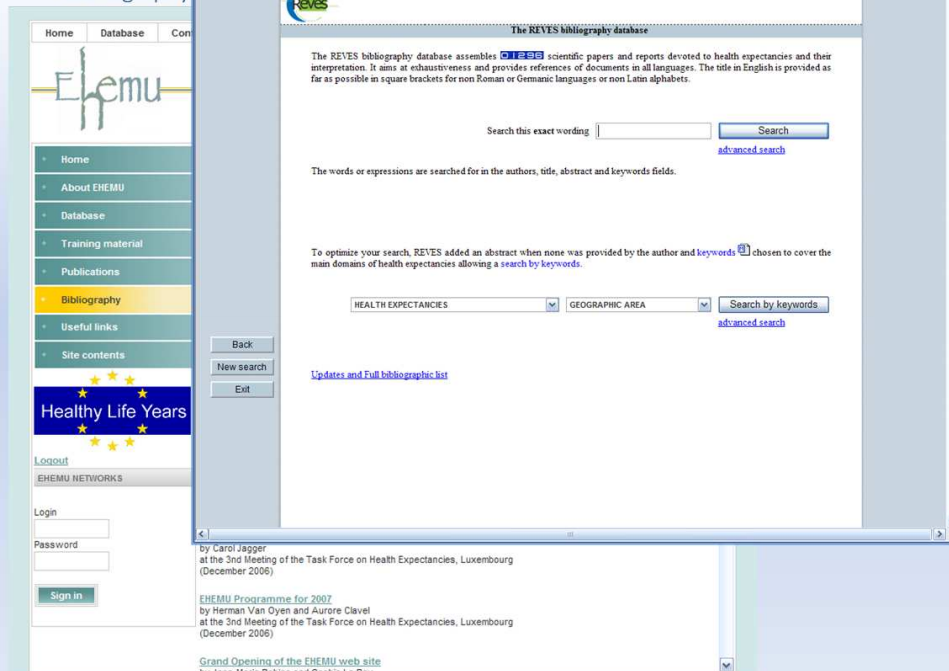 Home Database
Ehemu
Home
About EHEMU
Database
Training material
Publications
Bibliography
Useful links
Site contents
Healthy Life Years
Logout
EHEMU NETWORKS
Login
Password
Sign in
Reves
The REVES bibliography database
The REVES bibliography database assembles 01296 scientific papers and reports devoted to health expectancies and their
interpretation. It aims at exhaustiveness and provides references of documents in all languages. The title in English is provided as
far as possible in square brackets for non Roman or Germanic languages or non Latin alphabets.
Search this exact wording Search
advanced search
The words or expressions are searched for in the authors, title, abstract and keywords fields.
To optimize your search, REVES added an abstract when none was provided by the author and keywords chosen to cover the
main domains of health expectancies allowing a search by keywords.
HEALTH EXPECTANCIES GEOGRAPHIC AREA Search by keywords
advanced search
Back
New search
Exit
Updates and Full bibliographic list
by Carol Jagger
at the 3nd Meeting of the Task Force on Health Expectancies, Luxembourg
(December 2006)
EHEMU Programme for 2007
by Herman Van Oyen and Aurore Clavel
at the 3nd Meeting of the Task Force on Health Expectancies, Luxembourg
(December 2006)
Grand Opening of the EHEMU web site